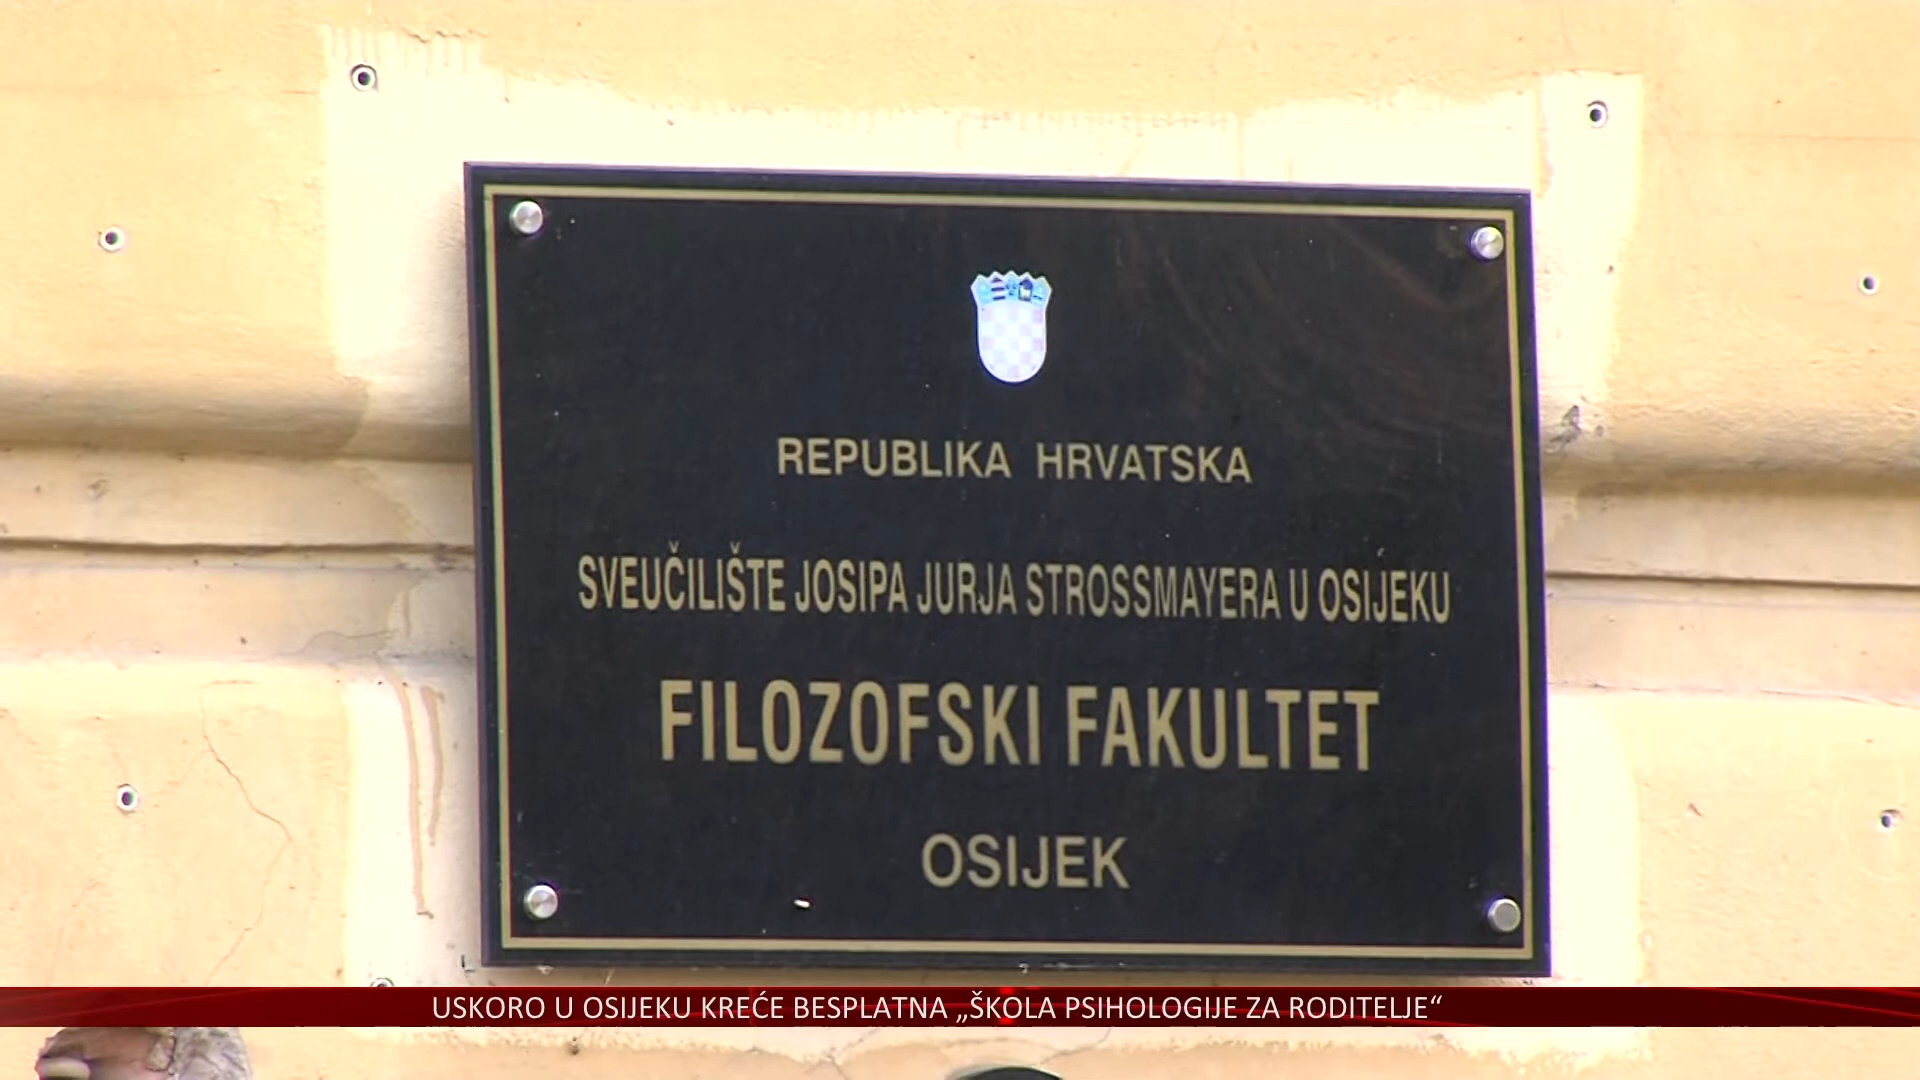 REPUBLIKA HRVATSKA
SVEUČILIŠTE JOSIPA JURJA STROSSMAYERA U OSIJEKU
FILOZOFSKI FAKULTET
OSIJEK
USKORO U OSIJEKU KREĆE BESPLATNA „ŠKOLA PSIHOLOGIJE ZA RODITELJE“